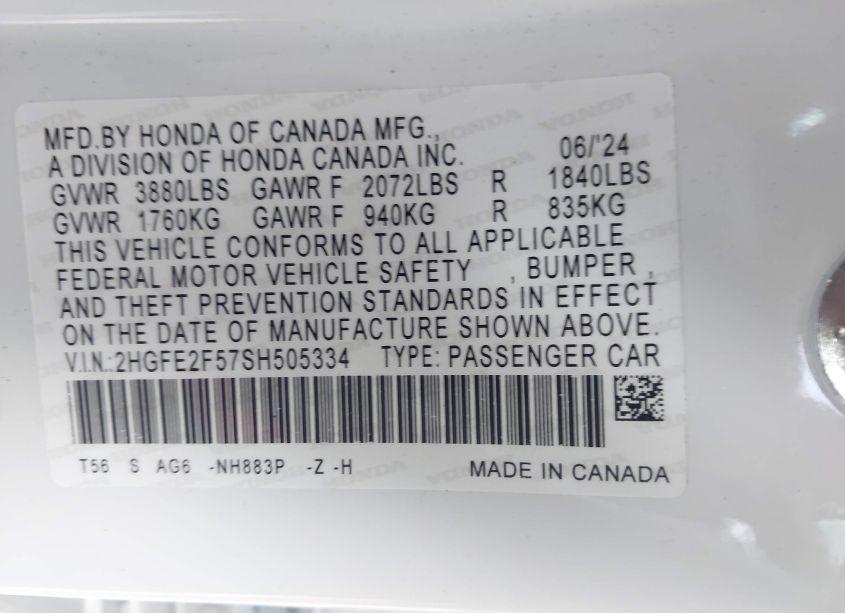 MFD.BY HONDA OF CANADA MFG.,
A DIVISION OF HONDA CANADA INC. 06/'24
GVWR 3880LBS GAWR F 2072LBS R 1840LBS
GVWR 1760KG GAWR F 940KG R 835KG
THIS VEHICLE CONFORMS TO ALL APPLICABLE
FEDERAL MOTOR VEHICLE SAFETY , BUMPER ,
AND THEFT PREVENTION STANDARDS IN EFFECT
ON THE DATE OF MANUFACTURE SHOWN ABOVE.
V.I.N.:2HGFE2F57SH505334 TYPE: PASSENGER CAR
T56 S AG6 -NH883P -Z -H MADE IN CANADA